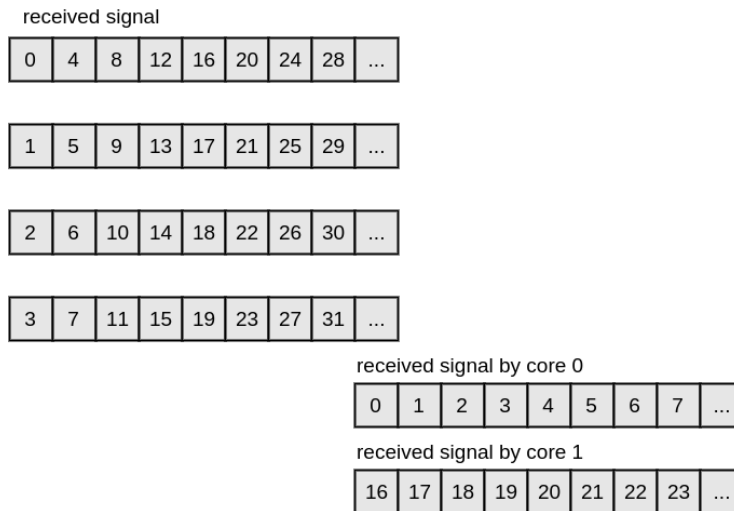 received signal
0 4 8 12 16 20 24 28 ...
1 5 9 13 17 21 25 29 ...
2 6 10 14 18 22 26 30 ...
3 7 11 15 19 23 27 31 ...
received signal by core 0
0 1 2 3 4 5 6 7 ...
received signal by core 1
16 17 18 19 20 21 22 23 ...